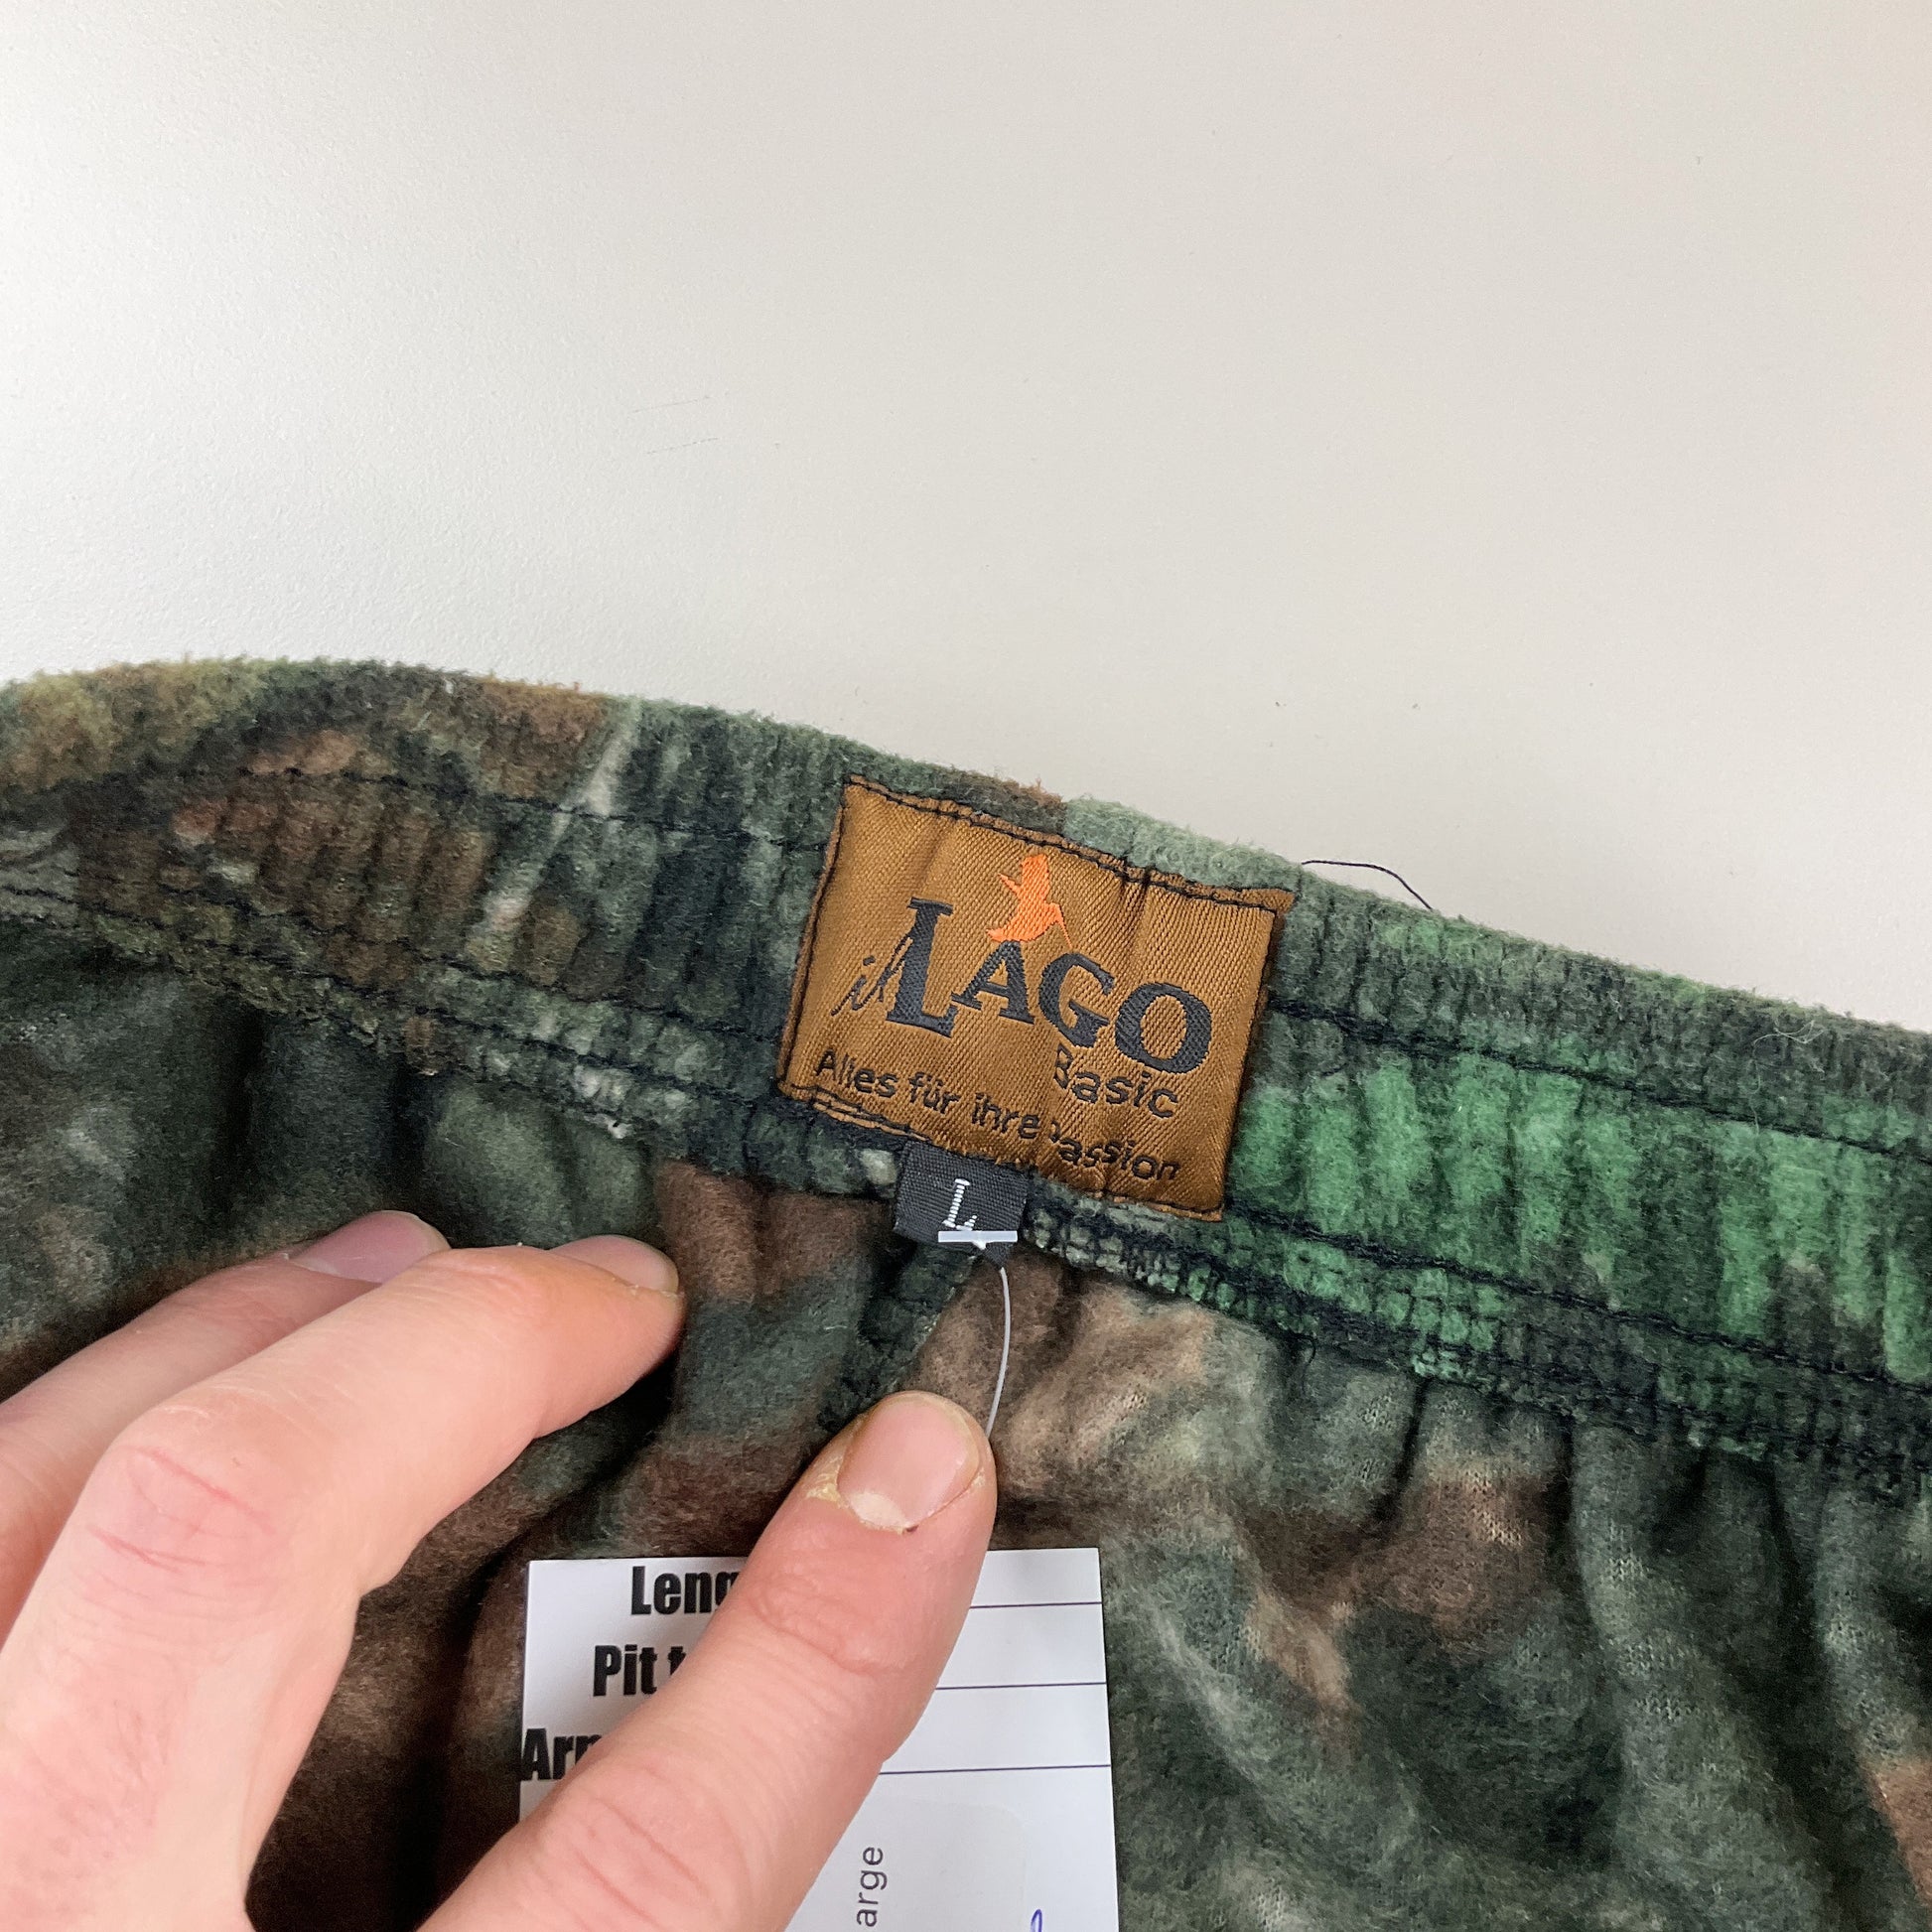 il LAGO
Basic
Alles für ihre Passion
L
Leng
Pit t
Arm
arge